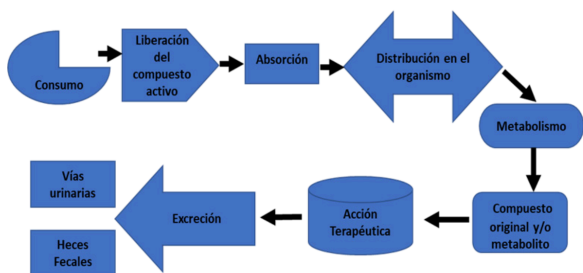 Consumo
Liberación
del
compuesto
activo
Absorción
Distribución en el
organismo
Metabolismo
Compuesto
original y/o
metabolito
Acción
Terapéutica
Excreción
Vías
urinarias
Heces
Fecales